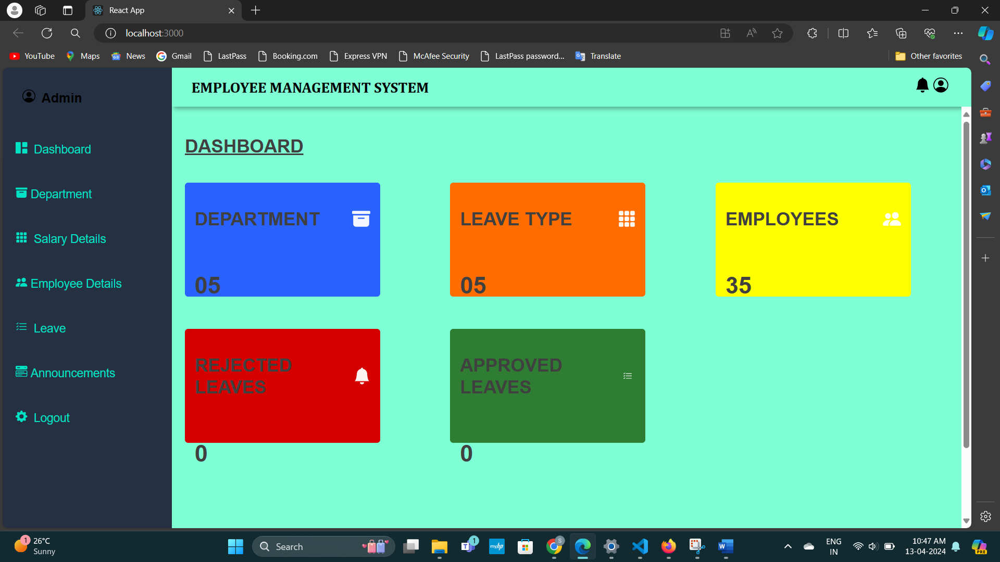 React App
localhost:3000
YouTube Maps News Gmail LastPass Booking.com Express VPN McAfee Security LastPass password... Translate Other favorites
Admin
EMPLOYEE MANAGEMENT SYSTEM
Dashboard
Department
Salary Details
Employee Details
Leave
Announcements
Logout
DASHBOARD
DEPARTMENT
05
LEAVE TYPE
05
EMPLOYEES
35
REJECTED
LEAVES
0
APPROVED
LEAVES
0
1
26°C
Sunny
Search
T
1
myhp
S
W
ENG
IN
10:47 AM
13-04-2024
PRE